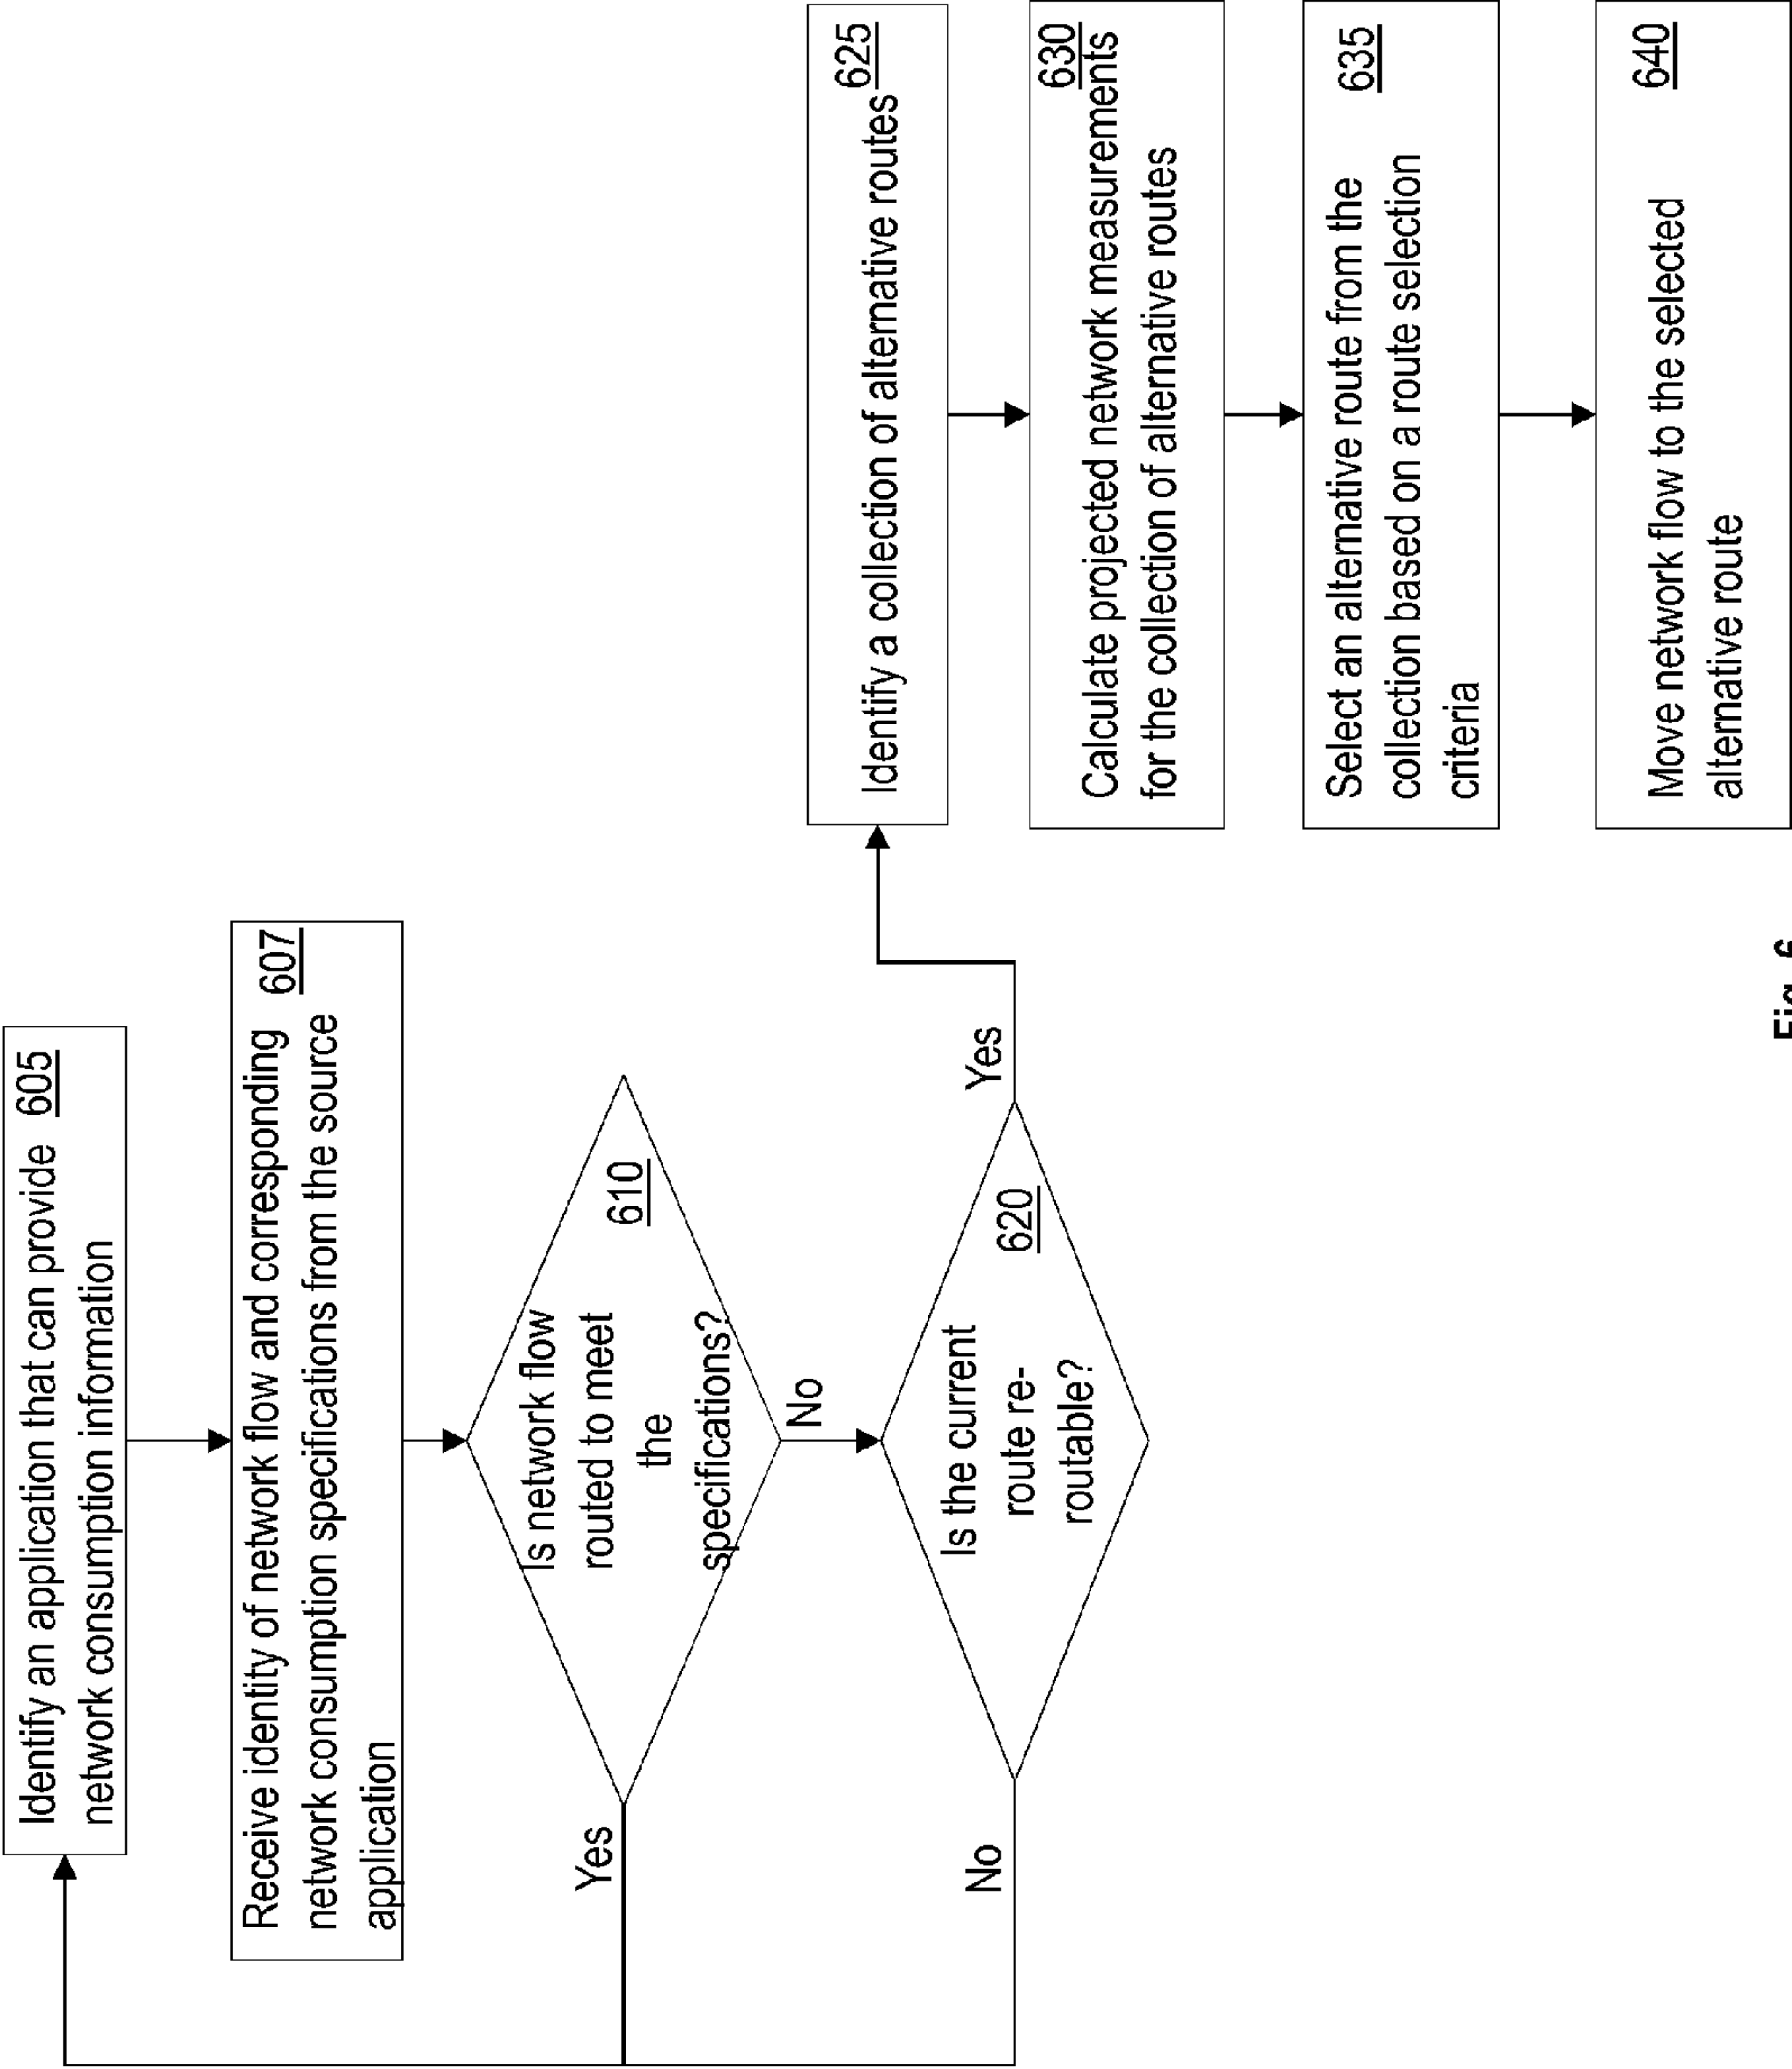 Identify an application that can provide 605
network consumption information
Receive identity of network flow and corresponding 607
network consumption specifications from the source
application
Is network flow
routed to meet
the
specifications?
610
Yes
No
Is the current
route re-
routable?
620
No
Yes
625
Identify a collection of alternative routes
630
Calculate projected network measurements
for the collection of alternative routes
635
Select an alternative route from the
collection based on a route selection
criteria
640
Move network flow to the selected
alternative route
Fig. 6